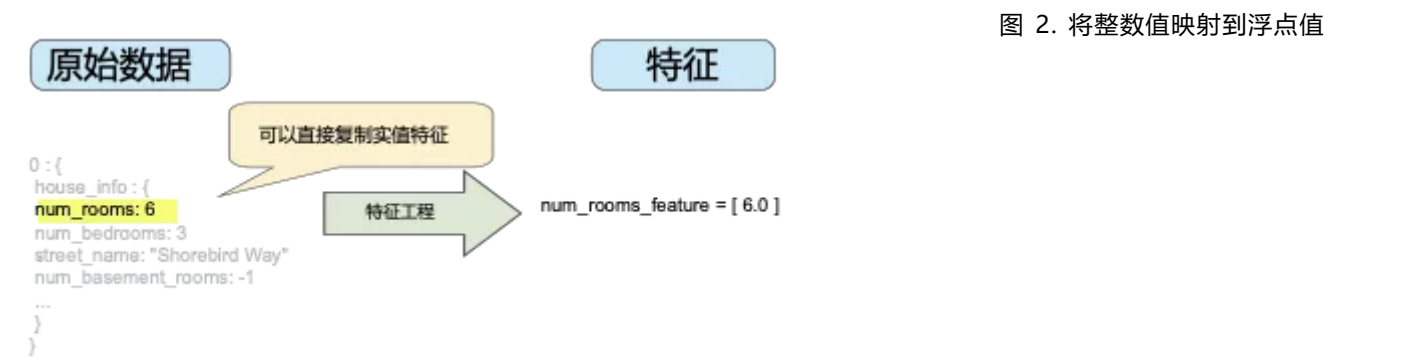 图 2. 将整数值映射到浮点值
原始数据
特征
可以直接复制实值特征
0 : {
house_info : {
num_rooms: 6
num_bedrooms: 3
street_name: "Shorebird Way"
num_basement_rooms: -1
...
}
}
特征工程
num_rooms_feature = [ 6.0 ]